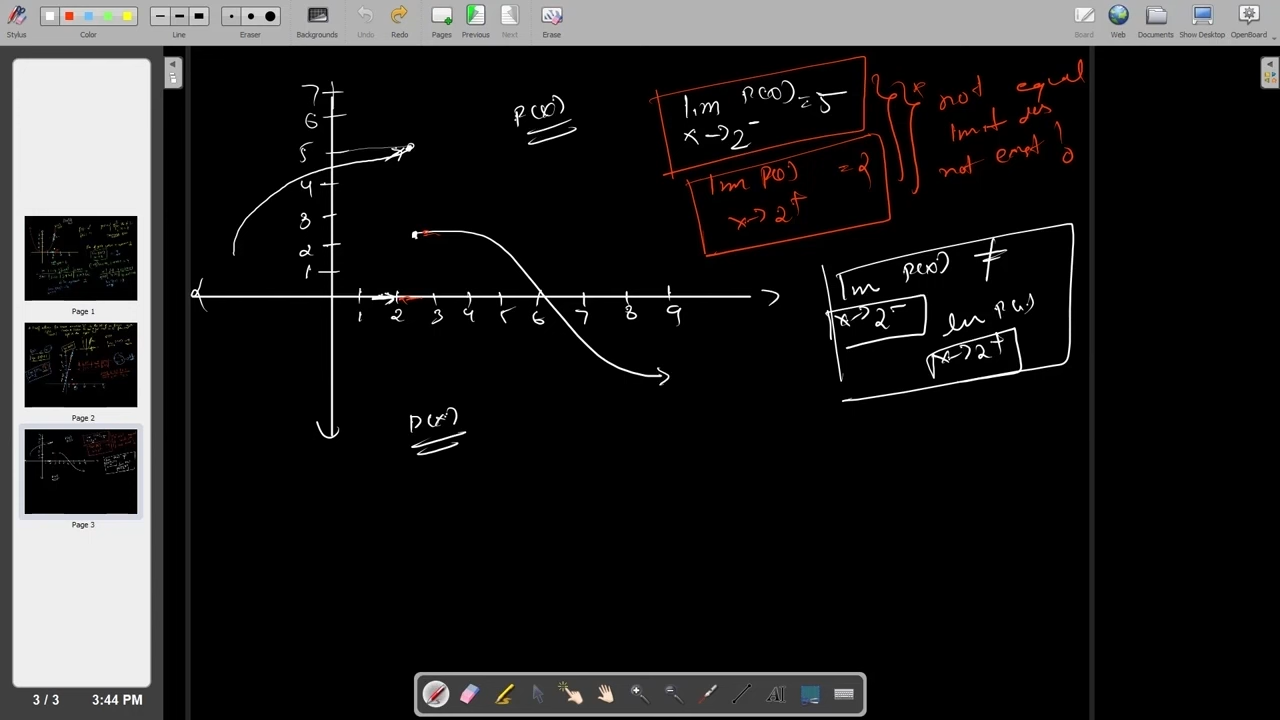 Stylus
Color
Line
Eraser
Backgrounds
Undo
Redo
Pages
Previous
Next
Erase
Board
Web
Documents
Show Desktop
OpenBoard
Page 1
Page 2
Page 3
3 / 3
3:44 PM
7
6
5
4
3
2
1
1 2 3 4 5 6 7 8 9
P(x)
P(x)
lim P(x) = 5
x→2⁻
lim P(x) = 2
x→2⁺
not equal
limit does
not
lim P(x) ≠
x→2⁻
lim P(x)
x→2⁺
AI